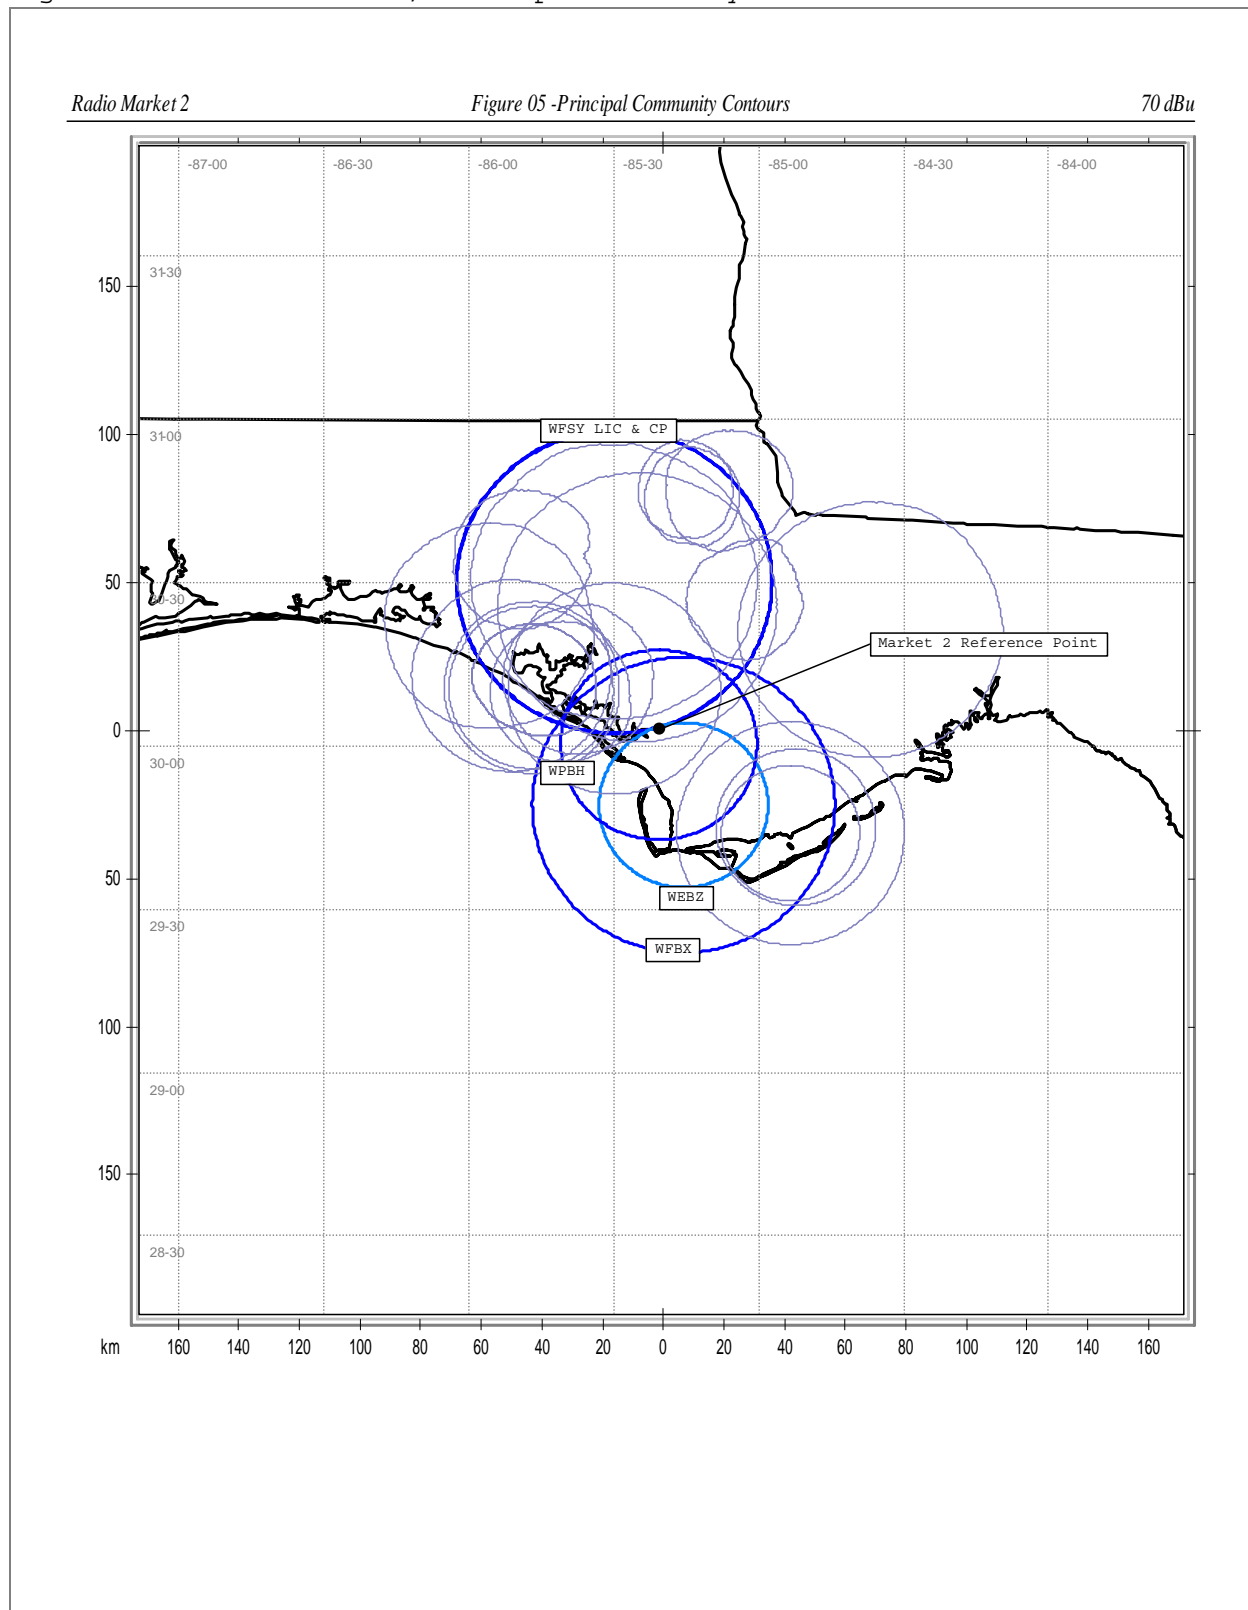 Radio Market 2 Figure 05 -Principal Community Contours 70 dBu
-87-00 -86-30 -86-00 -85-30 -85-00 -84-30 -84-00
31-30
150
WFSY LIC & CP
100
31-00
50
30-30
Market 2 Reference Point
0
30-00
WPBH
50
WEBZ
29-30
WFBX
100
29-00
150
28-30
km 160 140 120 100 80 60 40 20 0 20 40 60 80 100 120 140 160